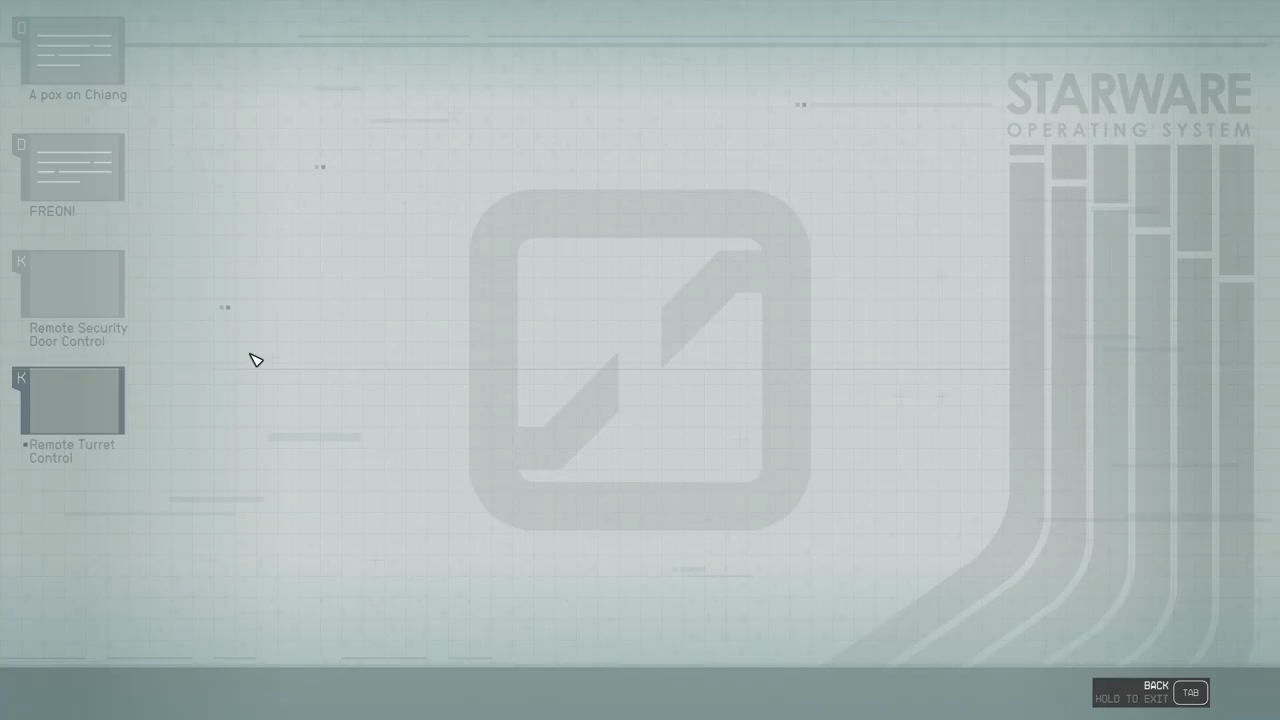 D
A pox on Chiang
D
FREON!
K
Remote Security
Door Control
K
Remote Turret
Control
STARWARE
OPERATING SYSTEM
BACK
HOLD TO EXIT
TAB